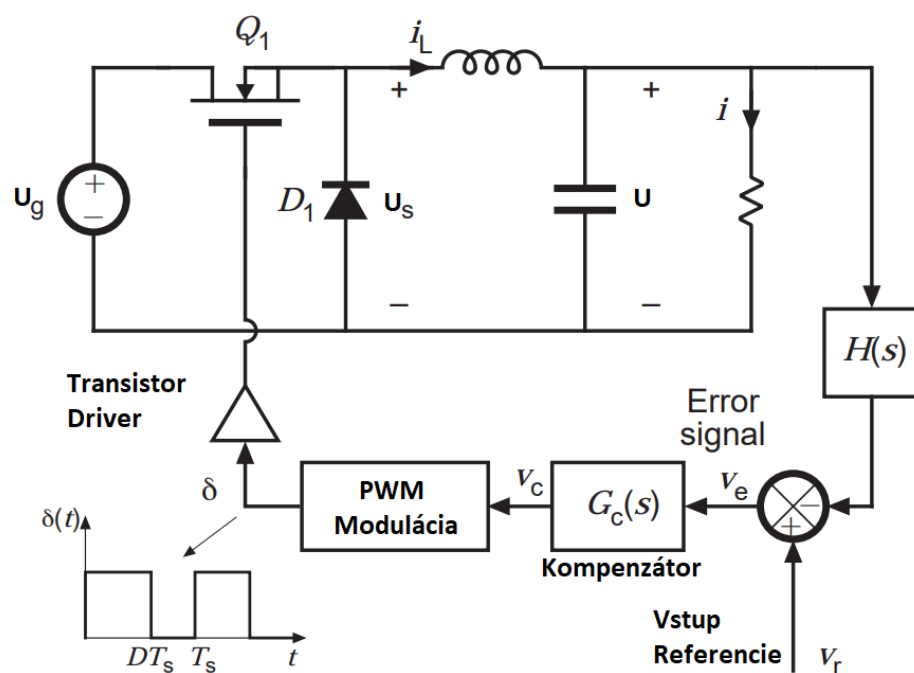 Q1
iL
+
+
i
Ug
+
−
D1
Us
U
−
−
H(s)
Transistor
Driver
Error
signal
δ
PWM
Modulácia
vc
Gc(s)
ve
−
+
δ(t)
Kompenzátor
Vstup
Referencie
vr
DTs
Ts
t